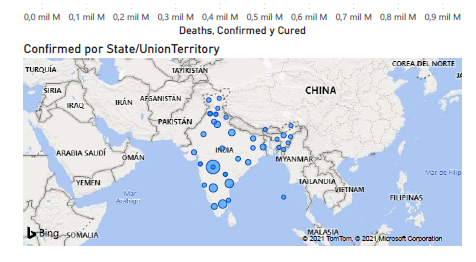 0,0 mil M 0,1 mil M 0,2 mil M 0,3 mil M 0,4 mil M 0,5 mil M 0,6 mil M 0,7 mil M 0,8 mil M 0,9 mil M
Deaths, Confirmed y Cured
Confirmed por State/UnionTerritory
TURQUÍA
TAYIKISTÁN
COREA DEL NORTE
SIRIA
IRAQ
IRÁN
AFGANISTÁN
CHINA
PAKISTÁN
ARABIA SAUDÍ
OMÁN
INDIA
MYANMAR
YEMEN
Mar
Arábigo
TAILANDIA
VIETNAM
Mar de Filip
FILIPINAS
Bing
SOMALIA
MALASIA
© 2021 TomTom, © 2021 Microsoft Corporation